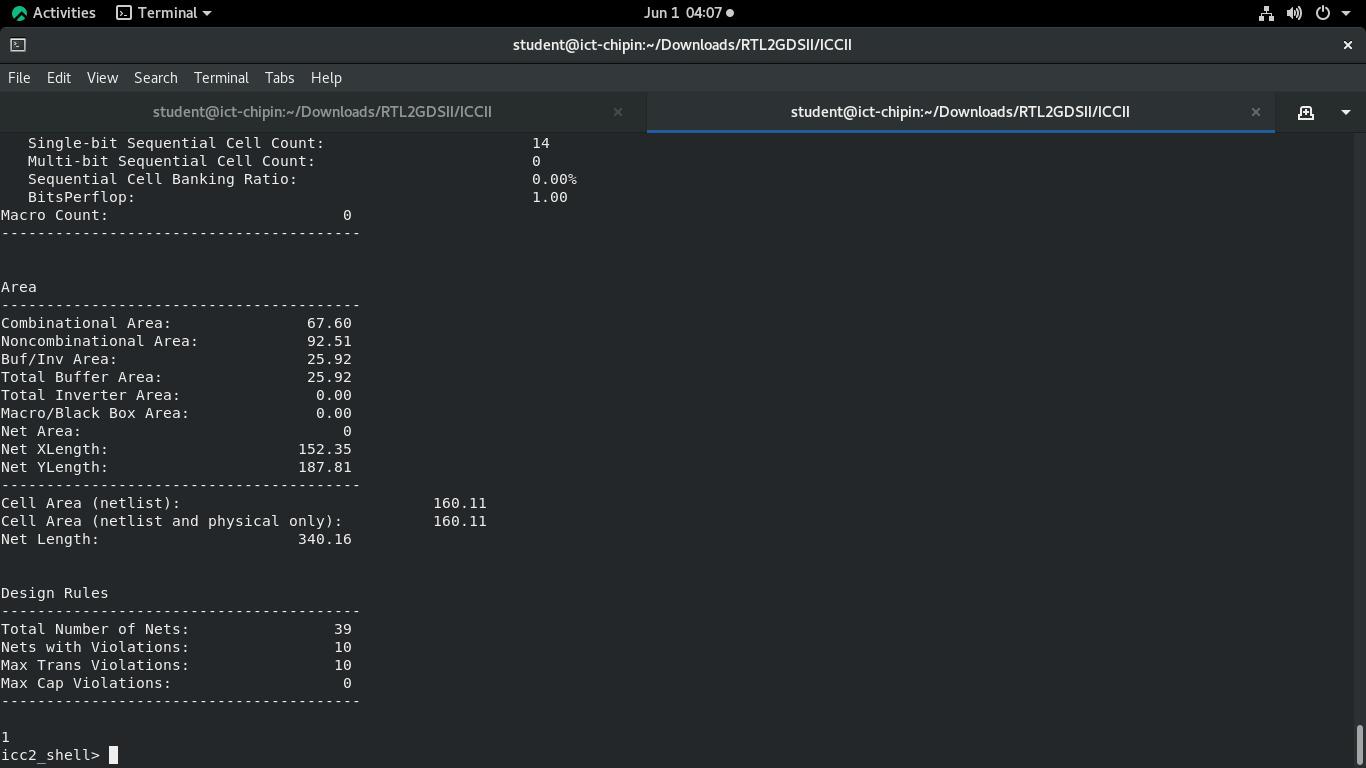 Activities Terminal Jun 1 04:07
student@ict-chipin:~/Downloads/RTL2GDSII/ICCII
File Edit View Search Terminal Tabs Help
student@ict-chipin:~/Downloads/RTL2GDSII/ICCII student@ict-chipin:~/Downloads/RTL2GDSII/ICCII
Single-bit Sequential Cell Count: 14
Multi-bit Sequential Cell Count: 0
Sequential Cell Banking Ratio: 0.00%
BitsPerflop: 1.00
Macro Count: 0
----------------------------------------
Area
----------------------------------------
Combinational Area: 67.60
Noncombinational Area: 92.51
Buf/Inv Area: 25.92
Total Buffer Area: 25.92
Total Inverter Area: 0.00
Macro/Black Box Area: 0.00
Net Area: 0
Net XLength: 152.35
Net YLength: 187.81
----------------------------------------
Cell Area (netlist): 160.11
Cell Area (netlist and physical only): 160.11
Net Length: 340.16
Design Rules
----------------------------------------
Total Number of Nets: 39
Nets with Violations: 10
Max Trans Violations: 10
Max Cap Violations: 0
----------------------------------------
1
icc2_shell>